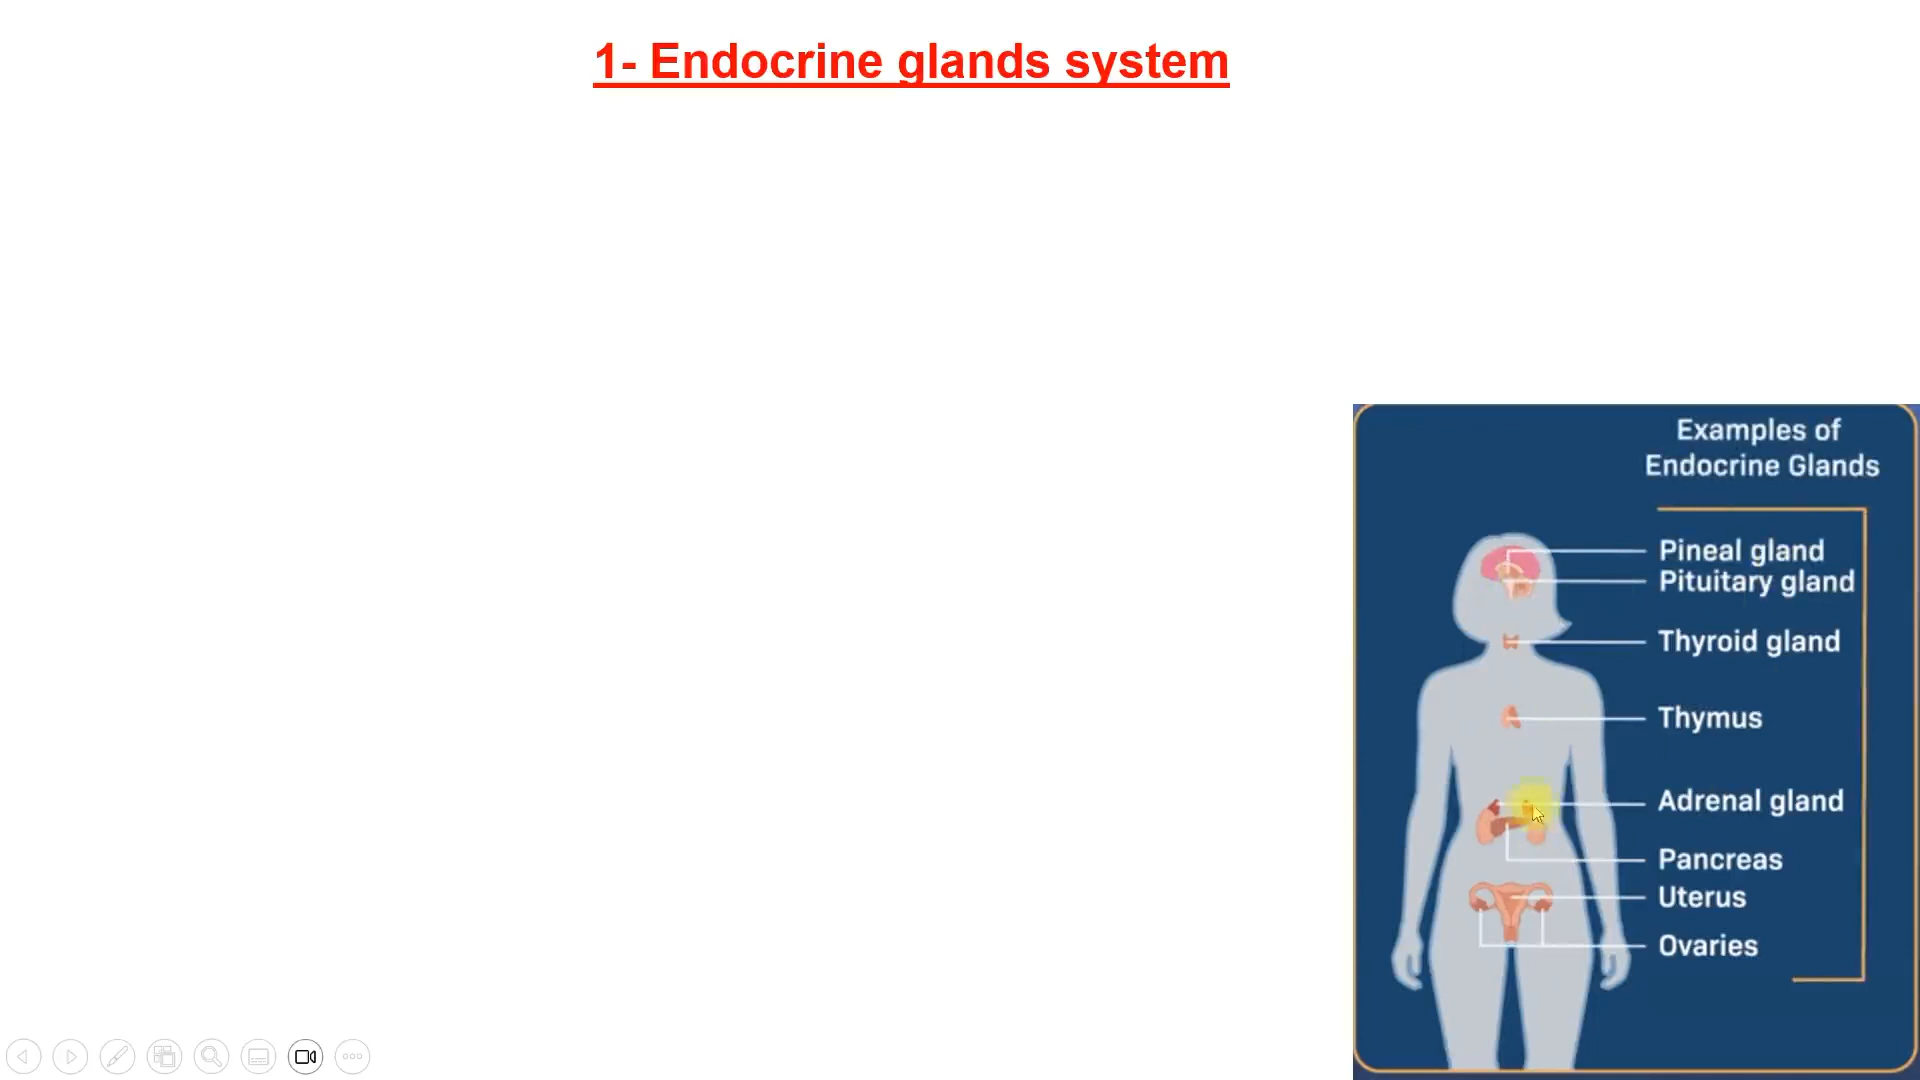 1- Endocrine glands system
Examples of
Endocrine Glands
Pineal gland
Pituitary gland
Thyroid gland
Thymus
Adrenal gland
Pancreas
Uterus
Ovaries